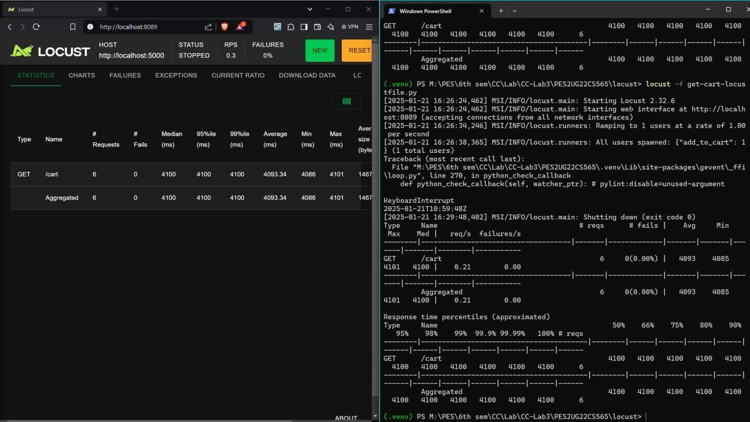 Locust
http://localhost:8089
VPN
LOCUST
HOST
http://localhost:5000
STATUS
STOPPED
RPS
0.3
FAILURES
0%
NEW
RESET
STATISTICS CHARTS FAILURES EXCEPTIONS CURRENT RATIO DOWNLOAD DATA LO
Type Name # Requests # Fails Median (ms) 95%ile (ms) 99%ile (ms) Average (ms) Min (ms) Max (ms) Aver size (byte
GET /cart 6 0 4100 4100 4100 4093.34 4086 4101 1467
Aggregated 6 0 4100 4100 4100 4093.34 4086 4101 1467
ABOUT
Windows PowerShell
GET /cart 4100 4100 4100 4100 4100
4100 4100 4100 4100 4100 4100 6
--------|--------------------------------|--------|------|------|------|------|------|------|------|------|------|------|------
Aggregated 4100 4100 4100 4100 4100
4100 4100 4100 4100 4100 4100 6
(.venv) PS M:\PES\6th sem\CC\Lab\CC-Lab3\PES2UG22CS565\locust> locust -f get-cart-locus
tfile.py
[2025-01-21 16:26:24,462] MSI/INFO/locust.main: Starting Locust 2.32.6
[2025-01-21 16:26:24,462] MSI/INFO/locust.main: Starting web interface at http://localh
ost:8089 (accepting connections from all network interfaces)
[2025-01-21 16:26:34,246] MSI/INFO/locust.runners: Ramping to 1 users at a rate of 1.00
per second
[2025-01-21 16:26:38,365] MSI/INFO/locust.runners: All users spawned: {"add_to_cart": 1
} (1 total users)
Traceback (most recent call last):
File "M:\PES\6th sem\CC\Lab\CC-Lab3\PES2UG22CS565\.venv\Lib\site-packages\gevent\_ffi
\loop.py", line 270, in python_check_callback
def python_check_callback(self, watcher_ptr): # pylint:disable=unused-argument
KeyboardInterrupt
2025-01-21T10:59:48Z
[2025-01-21 16:29:48,402] MSI/INFO/locust.main: Shutting down (exit code 0)
Type Name # reqs # fails | Avg Min
Max Med | req/s failures/s
GET /cart 6 0(0.00%) | 4093 4085
4101 4100 | 0.21 0.00
Aggregated 6 0(0.00%) | 4093 4085
4101 4100 | 0.21 0.00
Response time percentiles (approximated)
Type Name 50% 66% 75% 80% 90%
95% 98% 99% 99.9% 99.99% 100% # reqs
GET /cart 4100 4100 4100 4100 4100
4100 4100 4100 4100 4100 4100 6
Aggregated 4100 4100 4100 4100 4100
4100 4100 4100 4100 4100 4100 6
(.venv) PS M:\PES\6th sem\CC\Lab\CC-Lab3\PES2UG22CS565\locust>